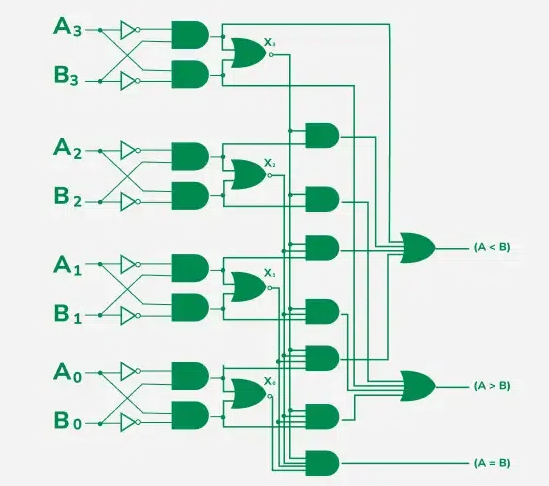 A3
X₃
B3
A2
X₂
B2
(A < B)
A1
X₁
B1
A0
X₀
(A > B)
B0
(A = B)